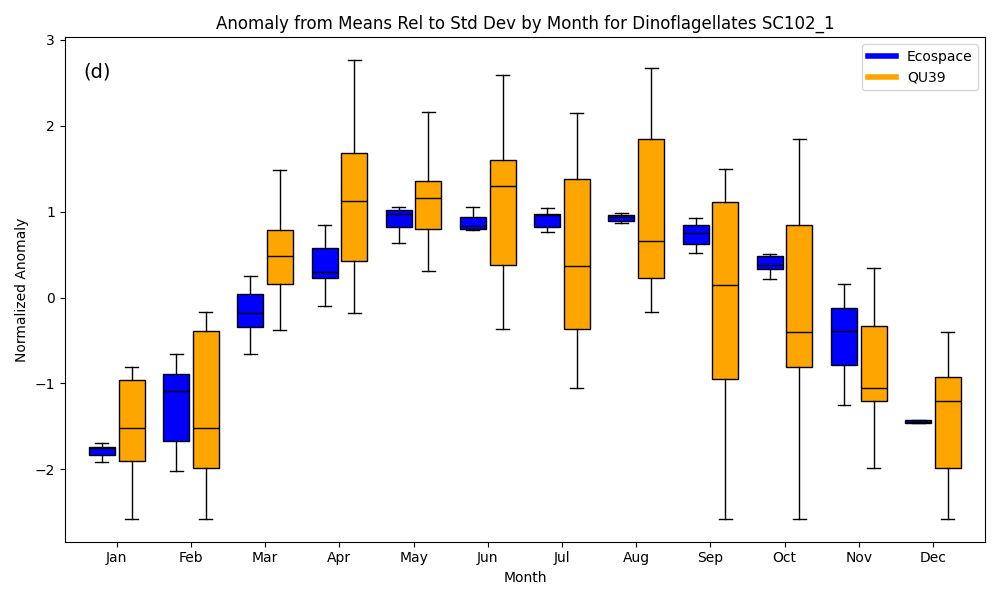 Anomaly from Means Rel to Std Dev by Month for Dinoflagellates SC102_1
(d)
Ecospace
QU39
3
2
1
0
−1
−2
Normalized Anomaly
Jan Feb Mar Apr May Jun Jul Aug Sep Oct Nov Dec
Month